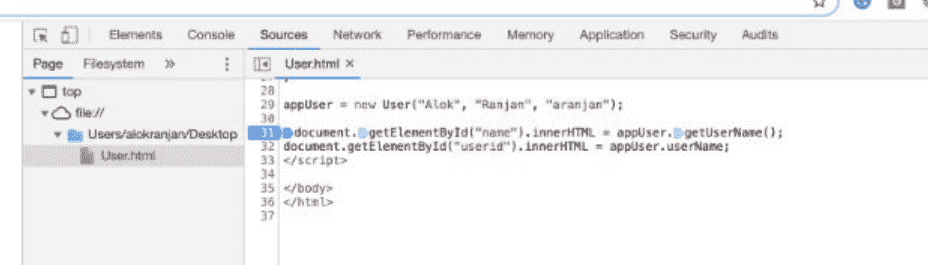 Elements Console Sources Network Performance Memory Application Security Audits
Page Filesystem » User.html ×
top
file://
Users/alokranjan/Desktop
User.html
28
29 appUser = new User("Alok", "Ranjan", "aranjan");
30
31 document.getElementById("name").innerHTML = appUser.getUserName();
32 document.getElementById("userid").innerHTML = appUser.userName;
33 </script>
34
35 </body>
36 </html>
37